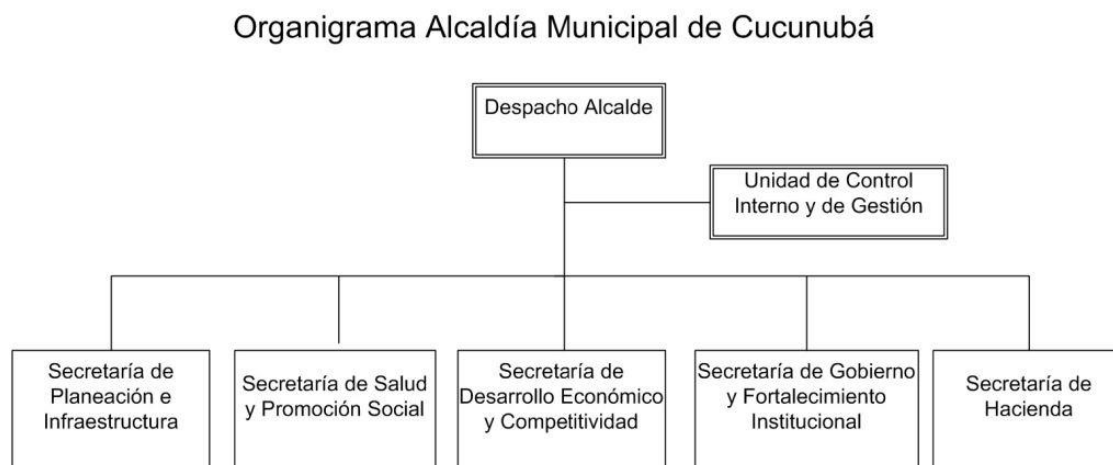 Organigrama Alcaldía Municipal de Cucunubá
Despacho Alcalde
Unidad de Control
Interno y de Gestión
Secretaría de
Planeación e
Infraestructura
Secretaría de Salud
y Promoción Social
Secretaría de
Desarrollo Económico
y Competitividad
Secretaría de Gobierno
y Fortalecimiento
Institucional
Secretaría de
Hacienda